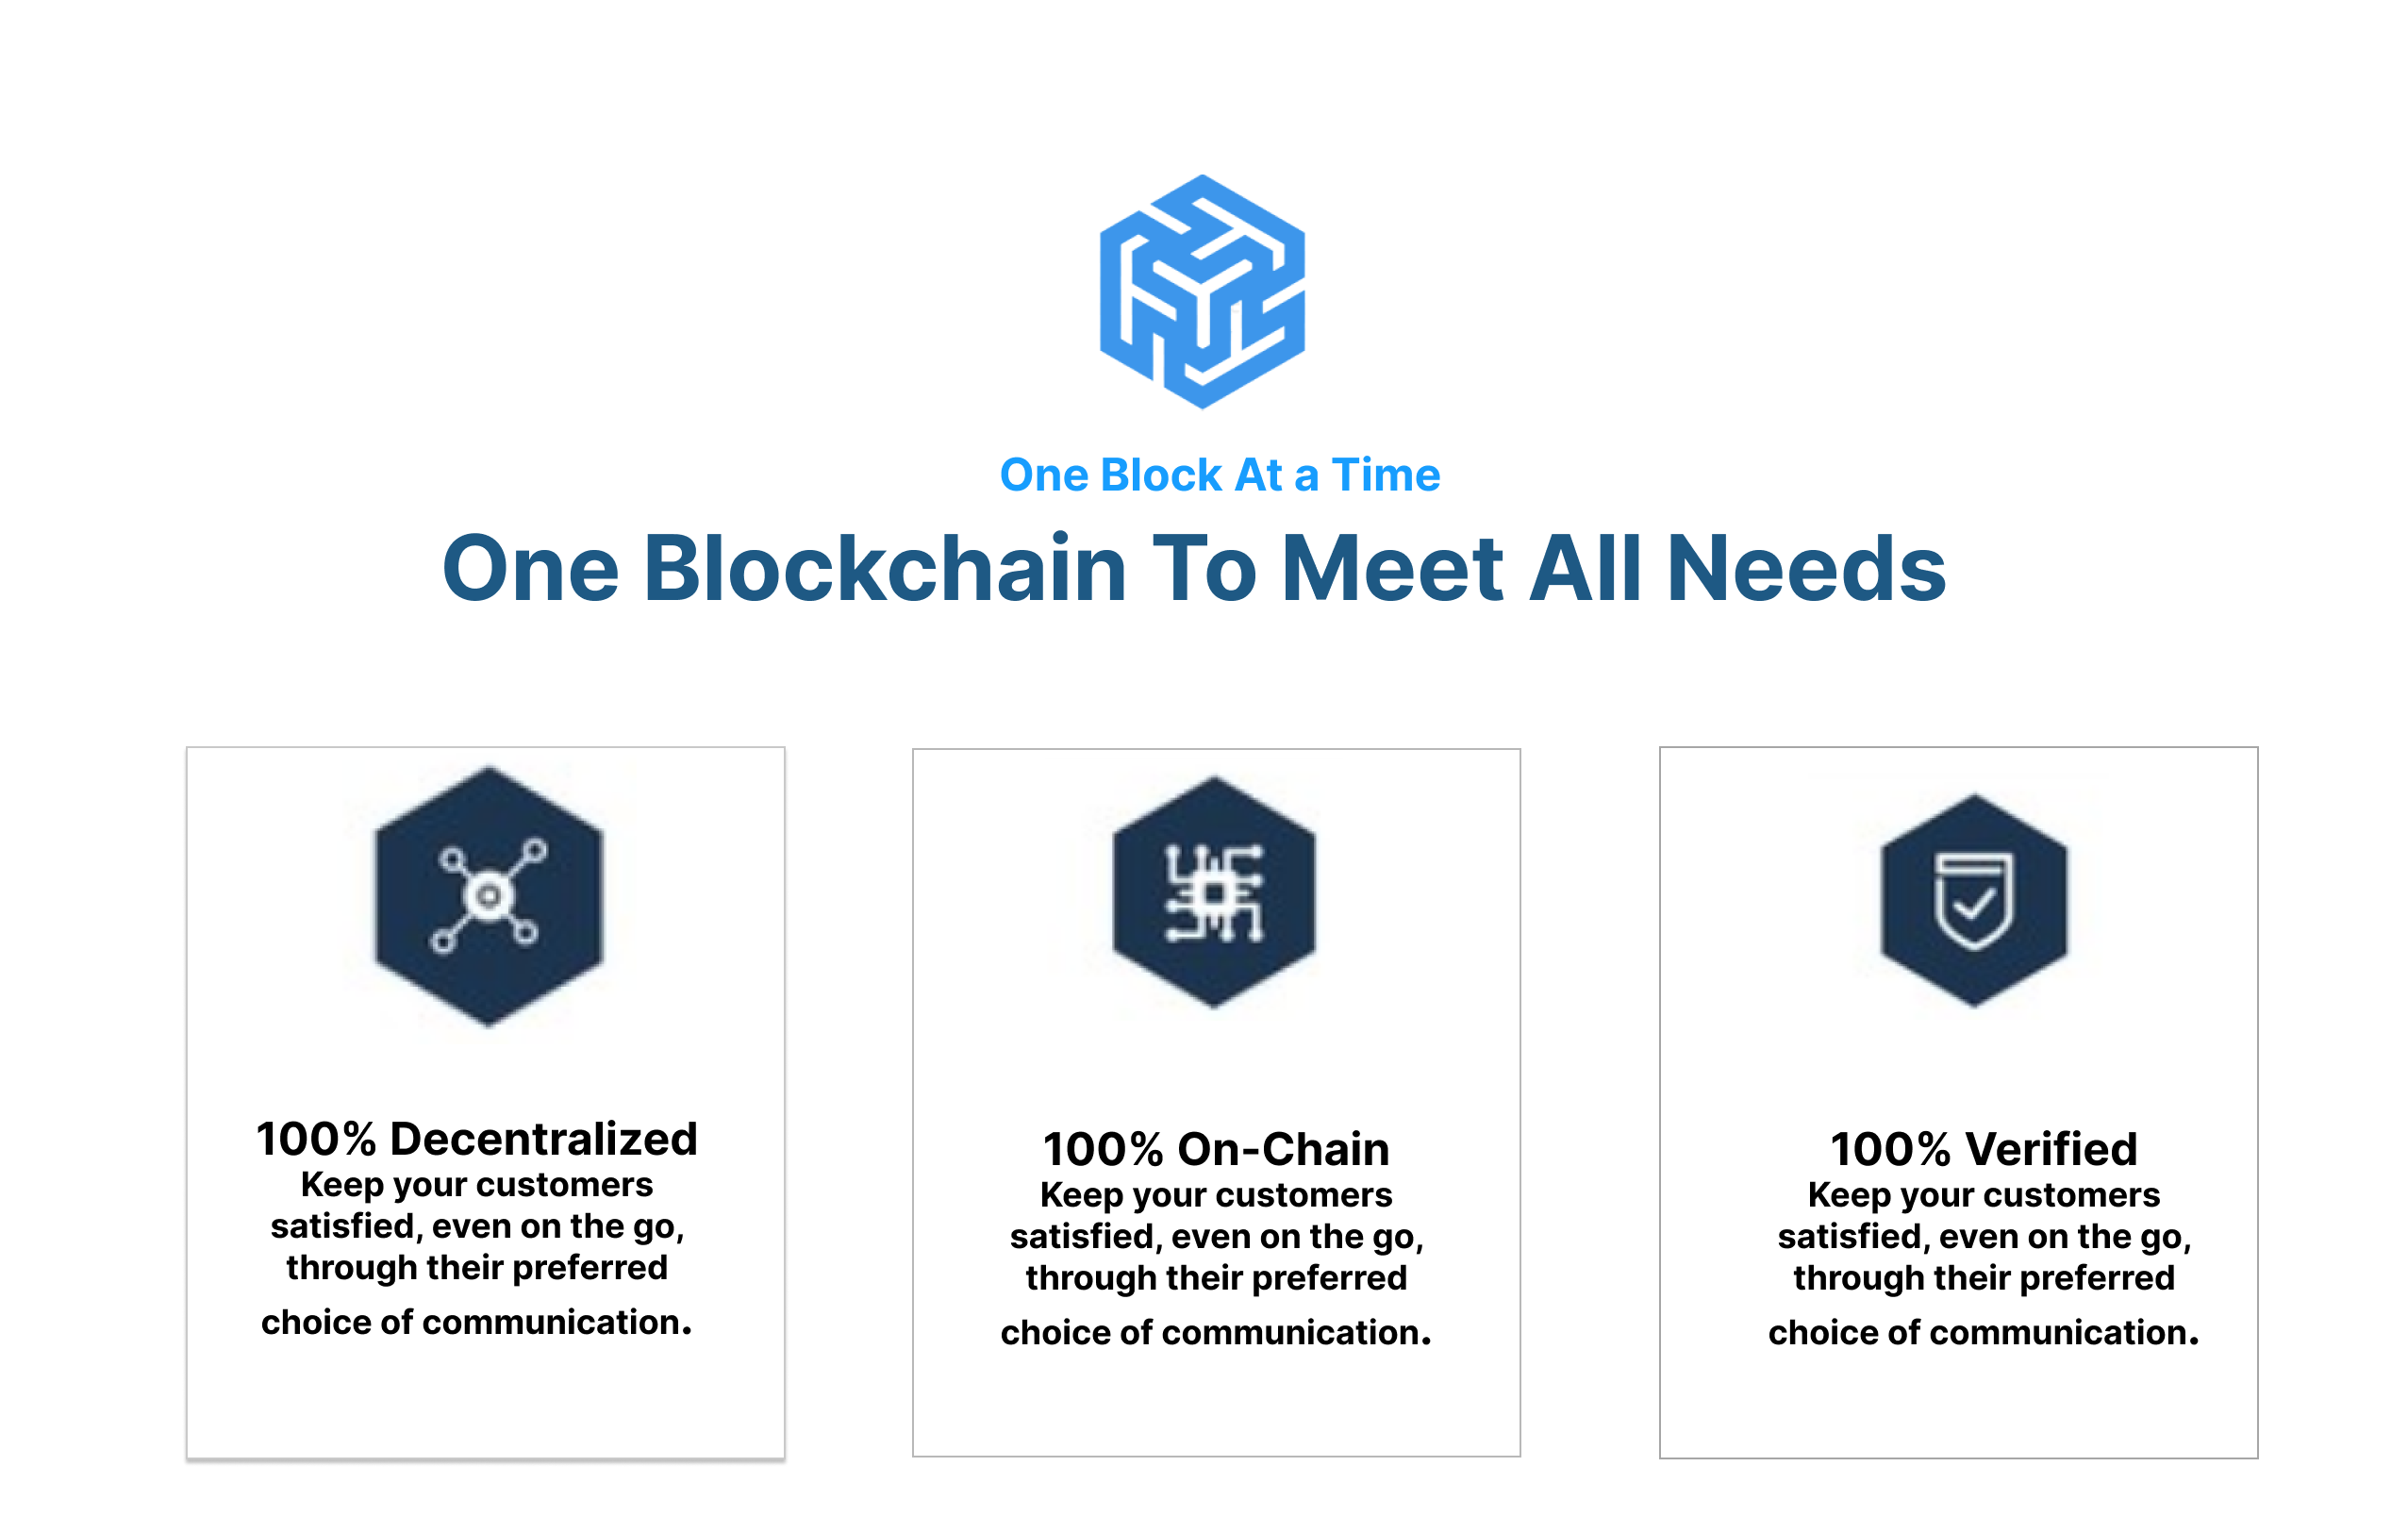 One Block At a Time
One Blockchain To Meet All Needs
100% Decentralized
Keep your customers
satisfied, even on the go,
through their preferred
choice of communication.
100% On-Chain
Keep your customers
satisfied, even on the go,
through their preferred
choice of communication.
100% Verified
Keep your customers
satisfied, even on the go,
through their preferred
choice of communication.